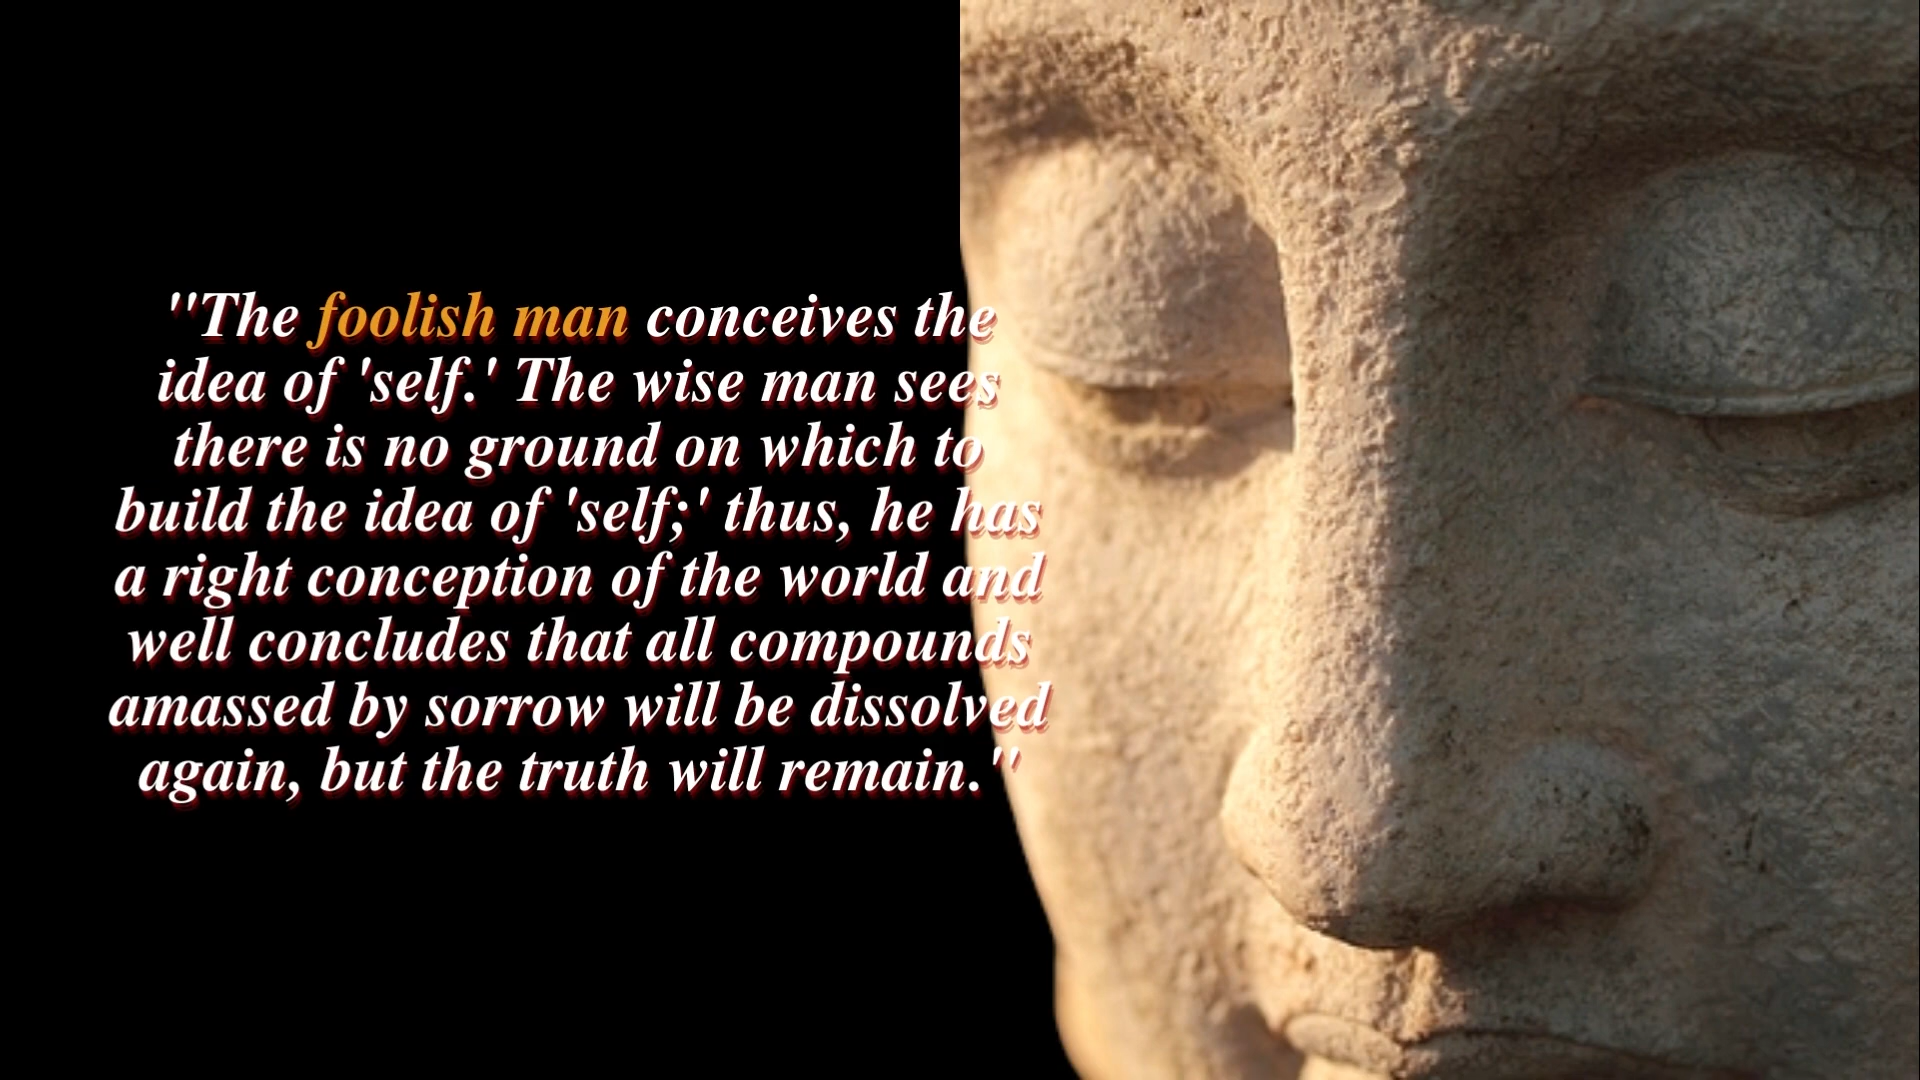 "The foolish man conceives the
idea of 'self.' The wise man sees
there is no ground on which to
build the idea of 'self;' thus, he has
a right conception of the world and
well concludes that all compounds
amassed by sorrow will be dissolved
again, but the truth will remain."